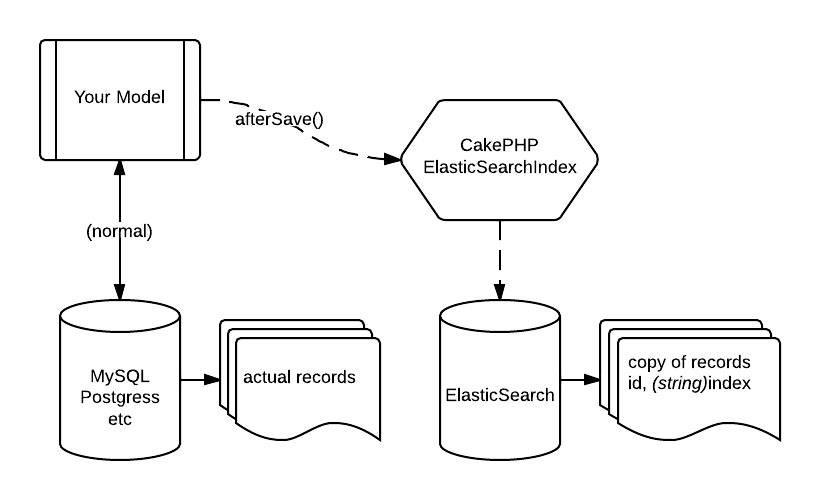 Your Model
afterSave()
CakePHP
ElasticSearchIndex
(normal)
MySQL
Postgress
etc
actual records
ElasticSearch
copy of records
id, (string)index